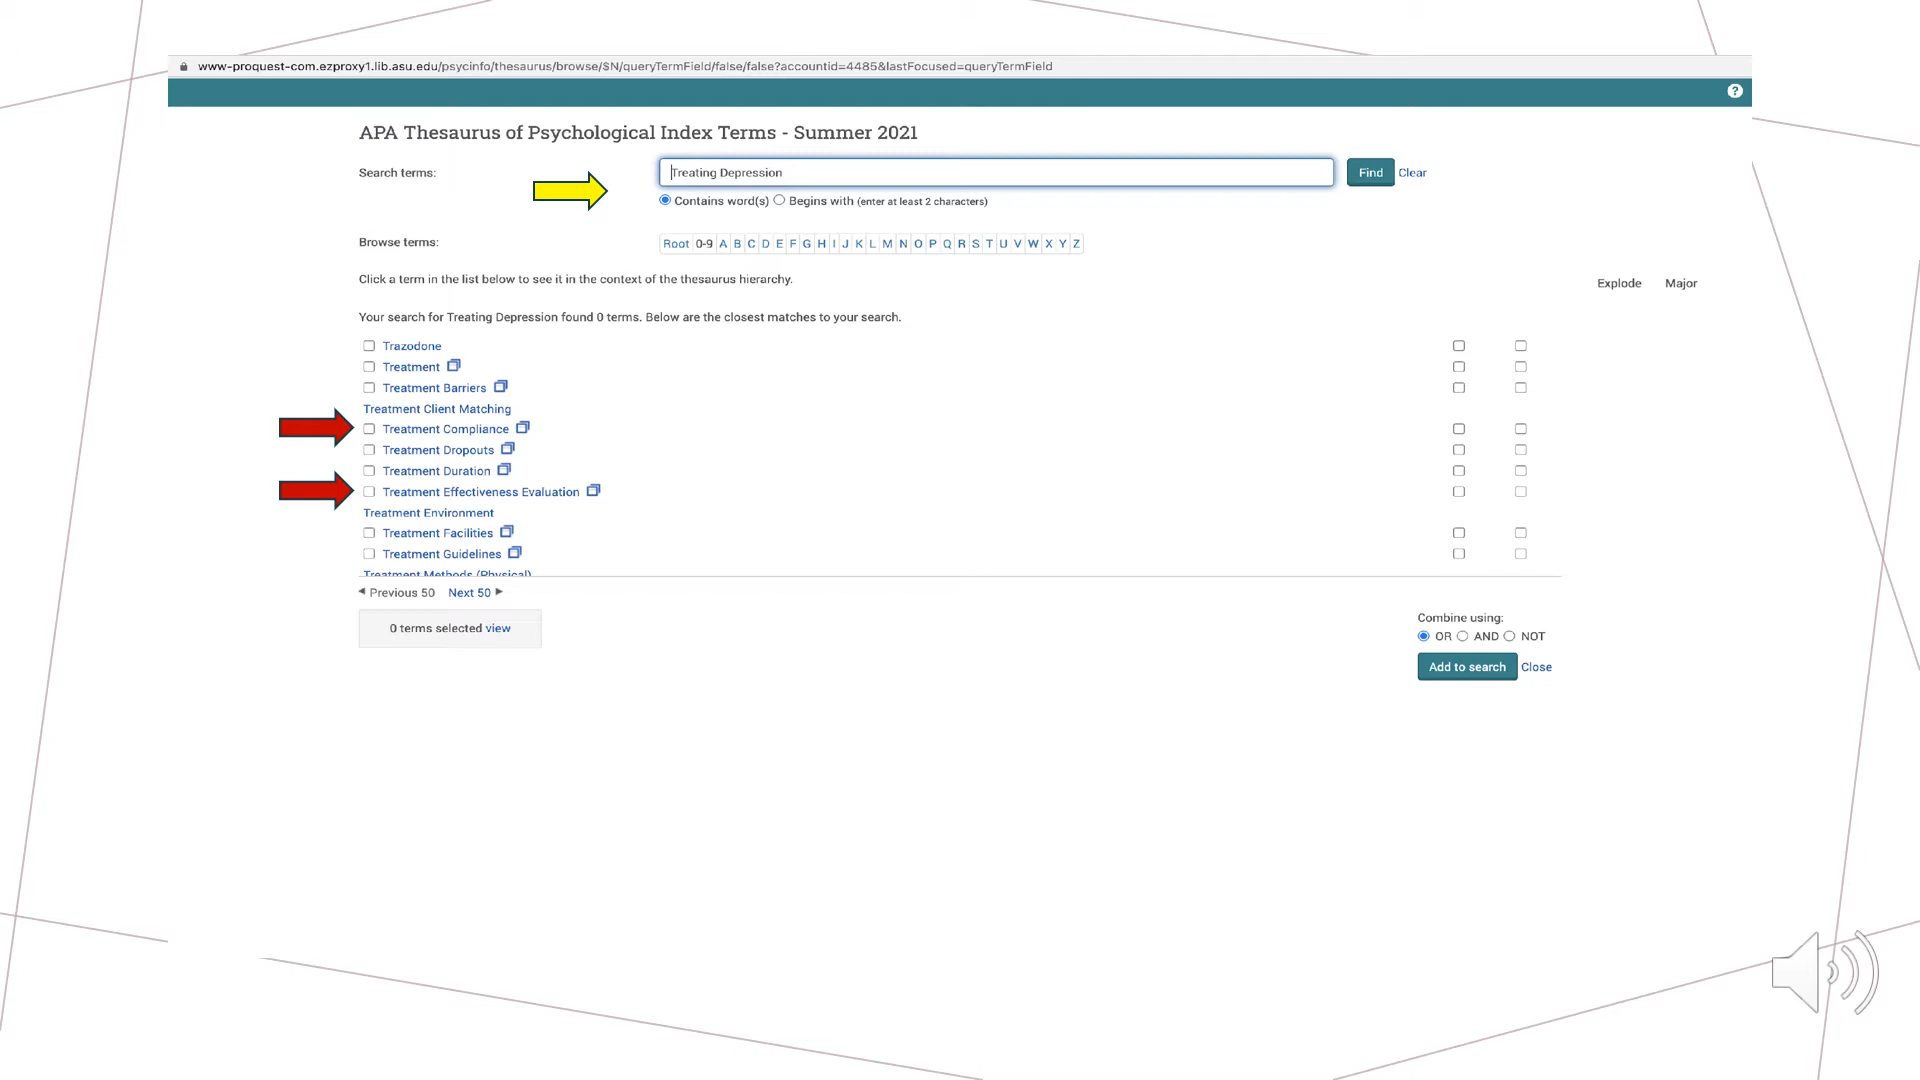 www-proquest-com.ezproxy1.lib.asu.edu/psycinfo/thesaurus/browse/$N/queryTermField/false/false?accountid=4485&lastFocused=queryTermField
?
APA Thesaurus of Psychological Index Terms - Summer 2021
Search terms: Treating Depression Find Clear
Contains word(s) Begins with (enter at least 2 characters)
Browse terms: Root 0-9 A B C D E F G H I J K L M N O P Q R S T U V W X Y Z
Click a term in the list below to see it in the context of the thesaurus hierarchy.
Explode Major
Your search for Treating Depression found 0 terms. Below are the closest matches to your search.
Trazodone
Treatment
Treatment Barriers
Treatment Client Matching
Treatment Compliance
Treatment Dropouts
Treatment Duration
Treatment Effectiveness Evaluation
Treatment Environment
Treatment Facilities
Treatment Guidelines
Treatment Methods (Physical)
Previous 50 Next 50
0 terms selected view
Combine using:
OR AND NOT
Add to search Close